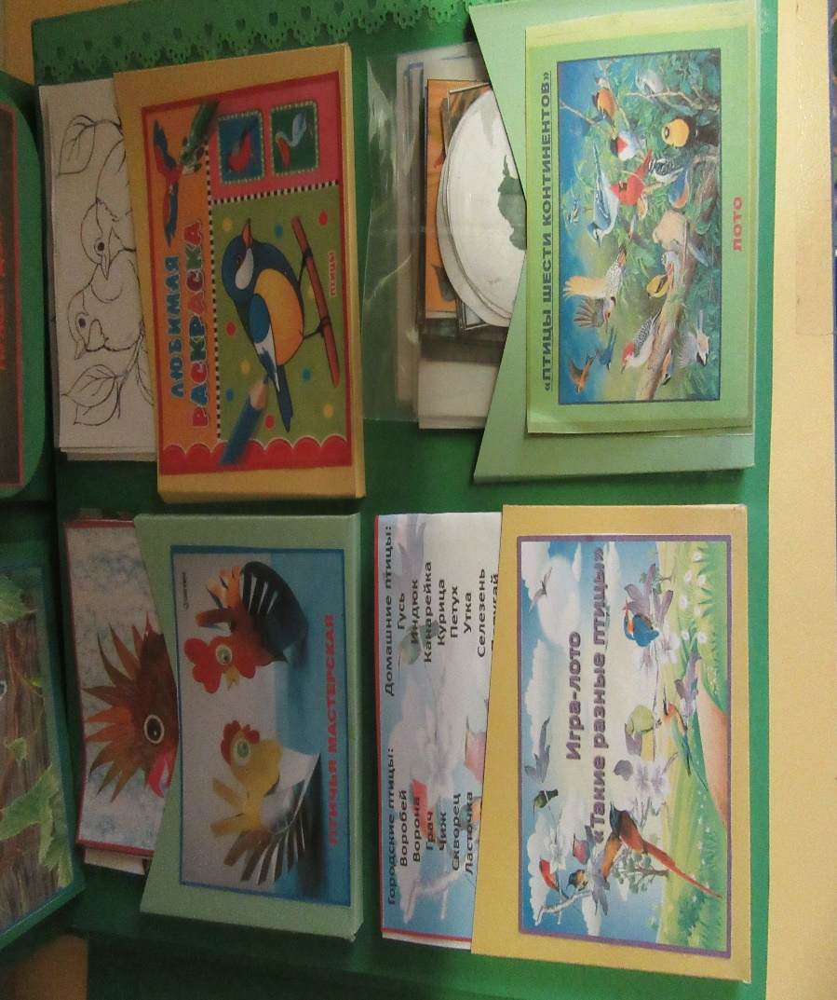 ЛЮБИМАЯ
РАСКРАСКА
ПТИЦЫ
«ПТИЦЫ ШЕСТИ КОНТИНЕНТОВ»
ЛОТО
ПТИЧЬЯ МАСТЕРСКАЯ
Городские птицы:
Воробей
Ворона
Грач
Чиж
Скворец
Ласточка
Домашние птицы:
Гусь
Индюк
Канарейка
Курица
Петух
Утка
Селезень
Игра-лото
«Такие разные птицы»